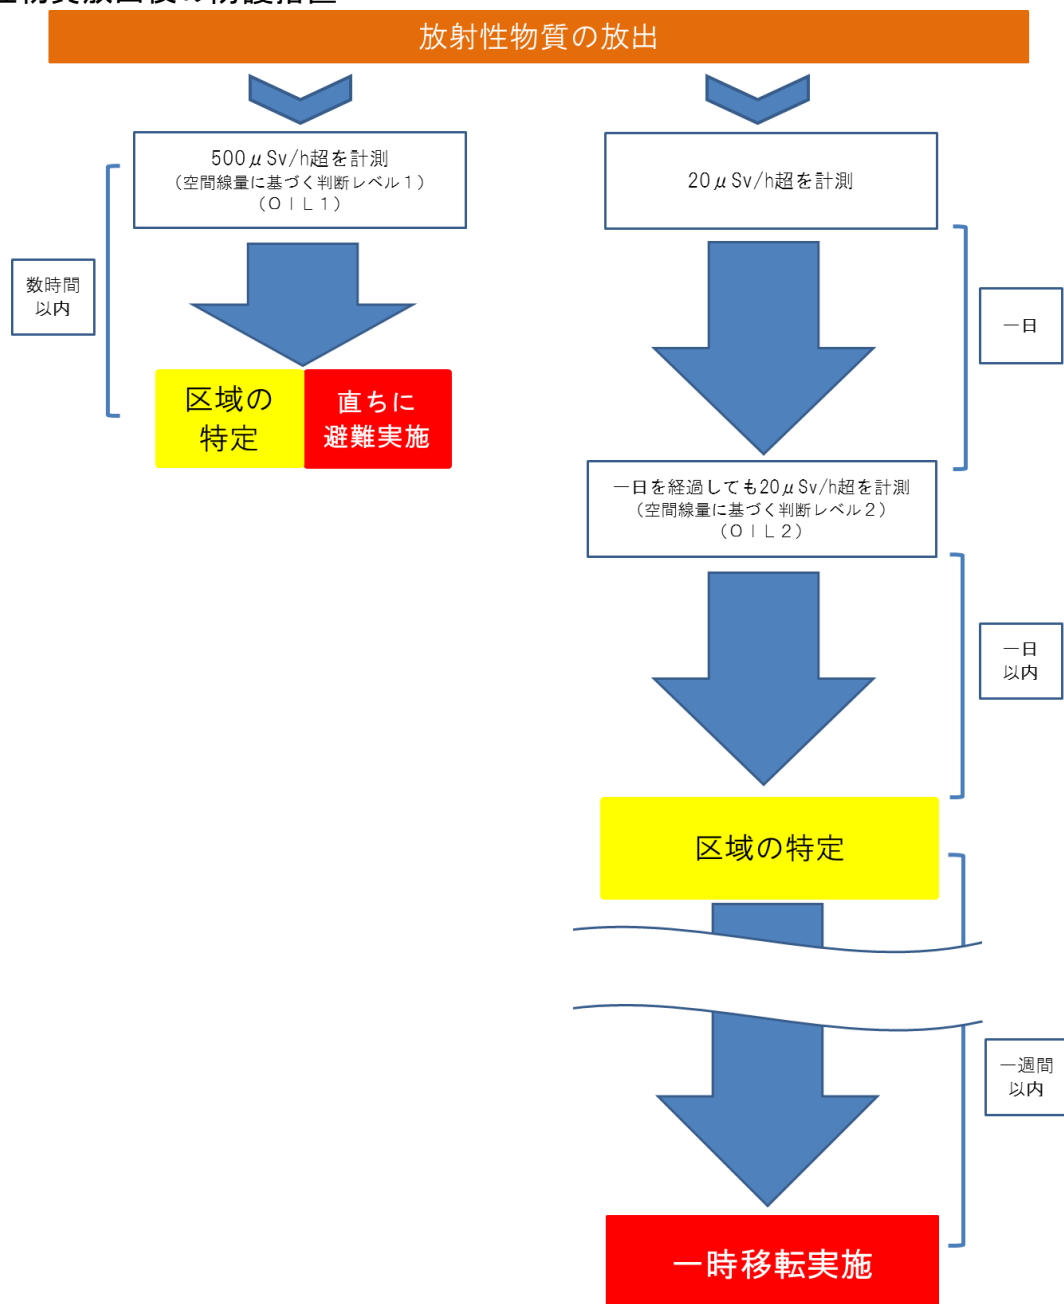 放射性物質の放出
500μSv/h超を計測
（空間線量に基づく判断レベル１）
（ＯＩＬ１）
数時間
以内
区域の
特定
直ちに
避難実施
20μSv/h超を計測
一日
一日を経過しても20μSv/h超を計測
（空間線量に基づく判断レベル２）
（ＯＩＬ２）
一日
以内
区域の特定
一週間
以内
一時移転実施